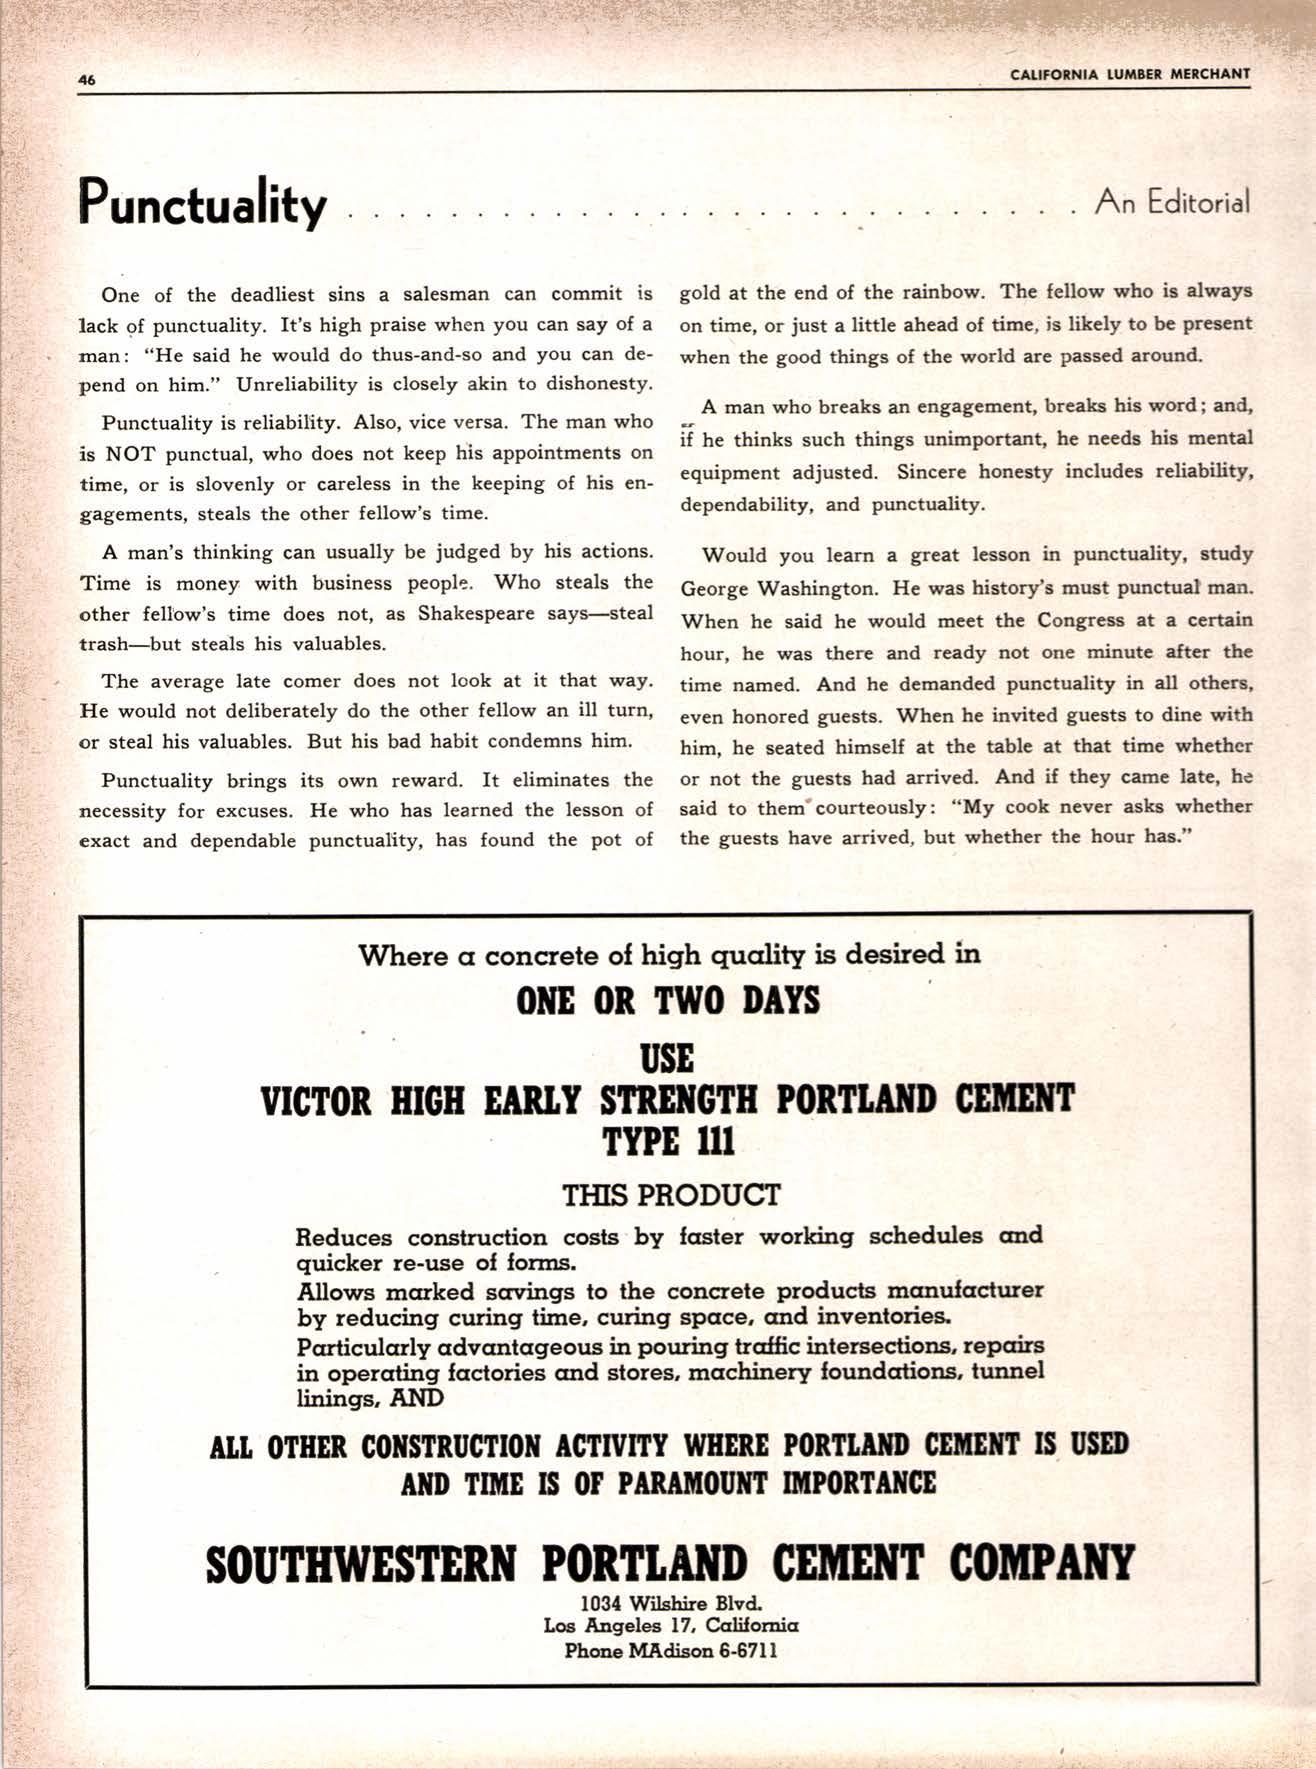 46
CALIFORNIA LUMBER MERCHANT
Punctuality . . . . . . . . . . . . . . . . . . . . . . . . . . . . . An Editorial
One of the deadliest sins a salesman can commit is
lack of punctuality. It's high praise when you can say of a
man: "He said he would do thus-and-so and you can de-
pend on him." Unreliability is closely akin to dishonesty.
Punctuality is reliability. Also, vice versa. The man who
is NOT punctual, who does not keep his appointments on
time, or is slovenly or careless in the keeping of his en-
gagements, steals the other fellow's time.
A man's thinking can usually be judged by his actions.
Time is money with business people. Who steals the
other fellow's time does not, as Shakespeare says—steal
trash—but steals his valuables.
The average late comer does not look at it that way.
He would not deliberately do the other fellow an ill turn,
or steal his valuables. But his bad habit condemns him.
Punctuality brings its own reward. It eliminates the
necessity for excuses. He who has learned the lesson of
exact and dependable punctuality, has found the pot of
gold at the end of the rainbow. The fellow who is always
on time, or just a little ahead of time, is likely to be present
when the good things of the world are passed around.
A man who breaks an engagement, breaks his word; and,
if he thinks such things unimportant, he needs his mental
equipment adjusted. Sincere honesty includes reliability,
dependability, and punctuality.
Would you learn a great lesson in punctuality, study
George Washington. He was history's must punctual man.
When he said he would meet the Congress at a certain
hour, he was there and ready not one minute after the
time named. And he demanded punctuality in all others,
even honored guests. When he invited guests to dine with
him, he seated himself at the table at that time whether
or not the guests had arrived. And if they came late, he
said to them courteously: "My cook never asks whether
the guests have arrived, but whether the hour has."
Where a concrete of high quality is desired in
ONE OR TWO DAYS
USE
VICTOR HIGH EARLY STRENGTH PORTLAND CEMENT
TYPE 111
THIS PRODUCT
Reduces construction costs by faster working schedules and
quicker re-use of forms.
Allows marked savings to the concrete products manufacturer
by reducing curing time, curing space, and inventories.
Particularly advantageous in pouring traffic intersections, repairs
in operating factories and stores, machinery foundations, tunnel
linings, AND
ALL OTHER CONSTRUCTION ACTIVITY WHERE PORTLAND CEMENT IS USED
AND TIME IS OF PARAMOUNT IMPORTANCE
SOUTHWESTERN PORTLAND CEMENT COMPANY
1034 Wilshire Blvd.
Los Angeles 17, California
Phone MAdison 6-6711